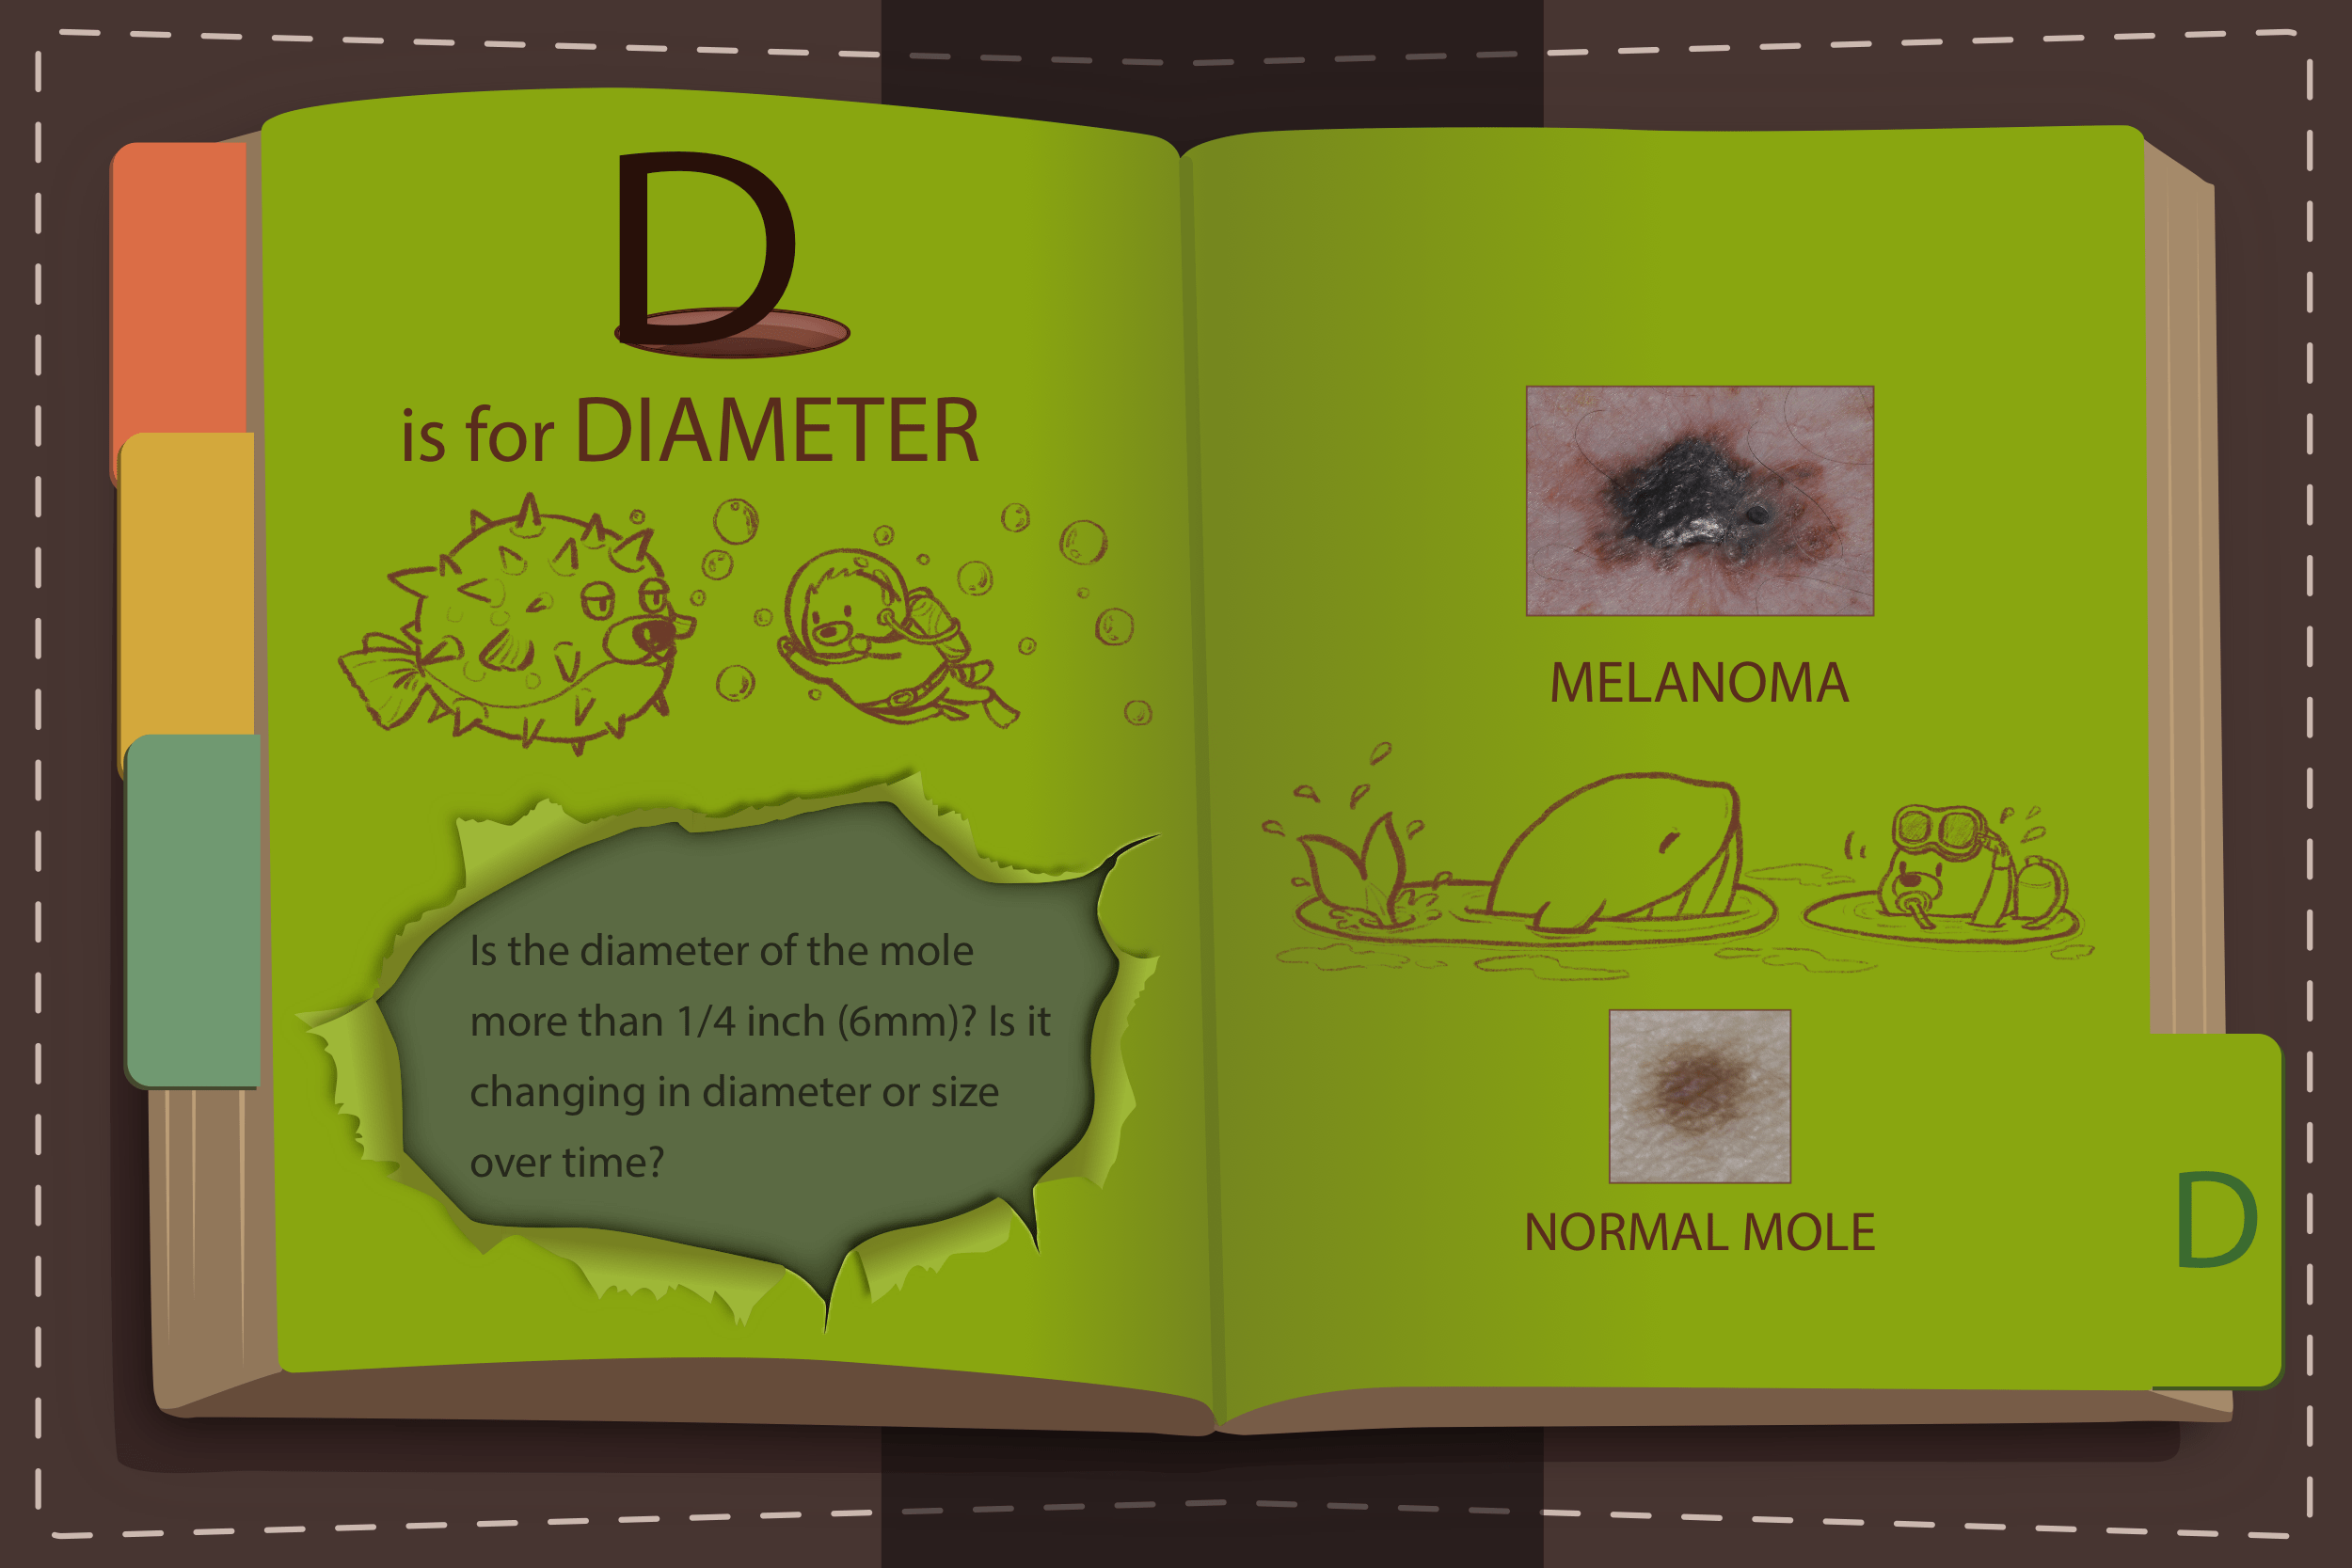 D
is for DIAMETER
Is the diameter of the mole
more than 1/4 inch (6mm)? Is it
changing in diameter or size
over time?
MELANOMA
NORMAL MOLE
D